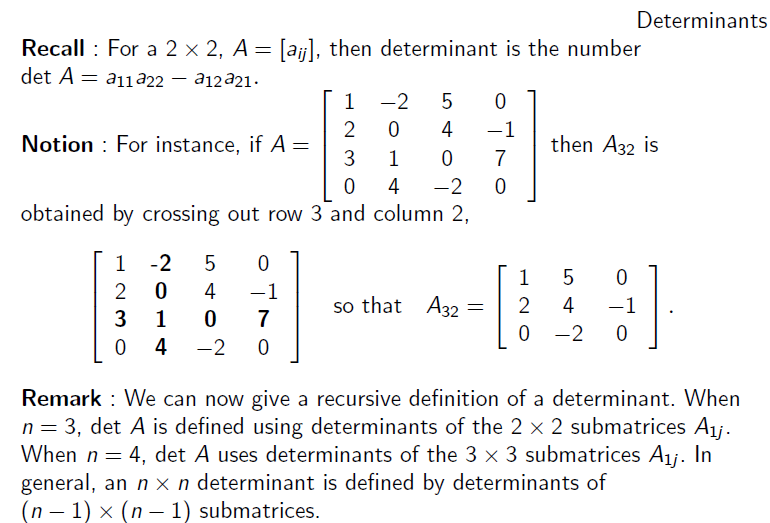 Determinants
Recall : For a 2 × 2, A = [aij], then determinant is the number
det A = a11a22 − a12a21.
Notion : For instance, if A = [ 1 −2 5 0 ; 2 0 4 −1 ; 3 1 0 7 ; 0 4 −2 0 ] then A32 is
obtained by crossing out row 3 and column 2,
[ 1 -2 5 0 ; 2 0 4 −1 ; 3 1 0 7 ; 0 4 −2 0 ] so that A32 = [ 1 5 0 ; 2 4 −1 ; 0 −2 0 ] .
Remark : We can now give a recursive definition of a determinant. When
n = 3, det A is defined using determinants of the 2 × 2 submatrices A1j.
When n = 4, det A uses determinants of the 3 × 3 submatrices A1j. In
general, an n × n determinant is defined by determinants of
(n − 1) × (n − 1) submatrices.